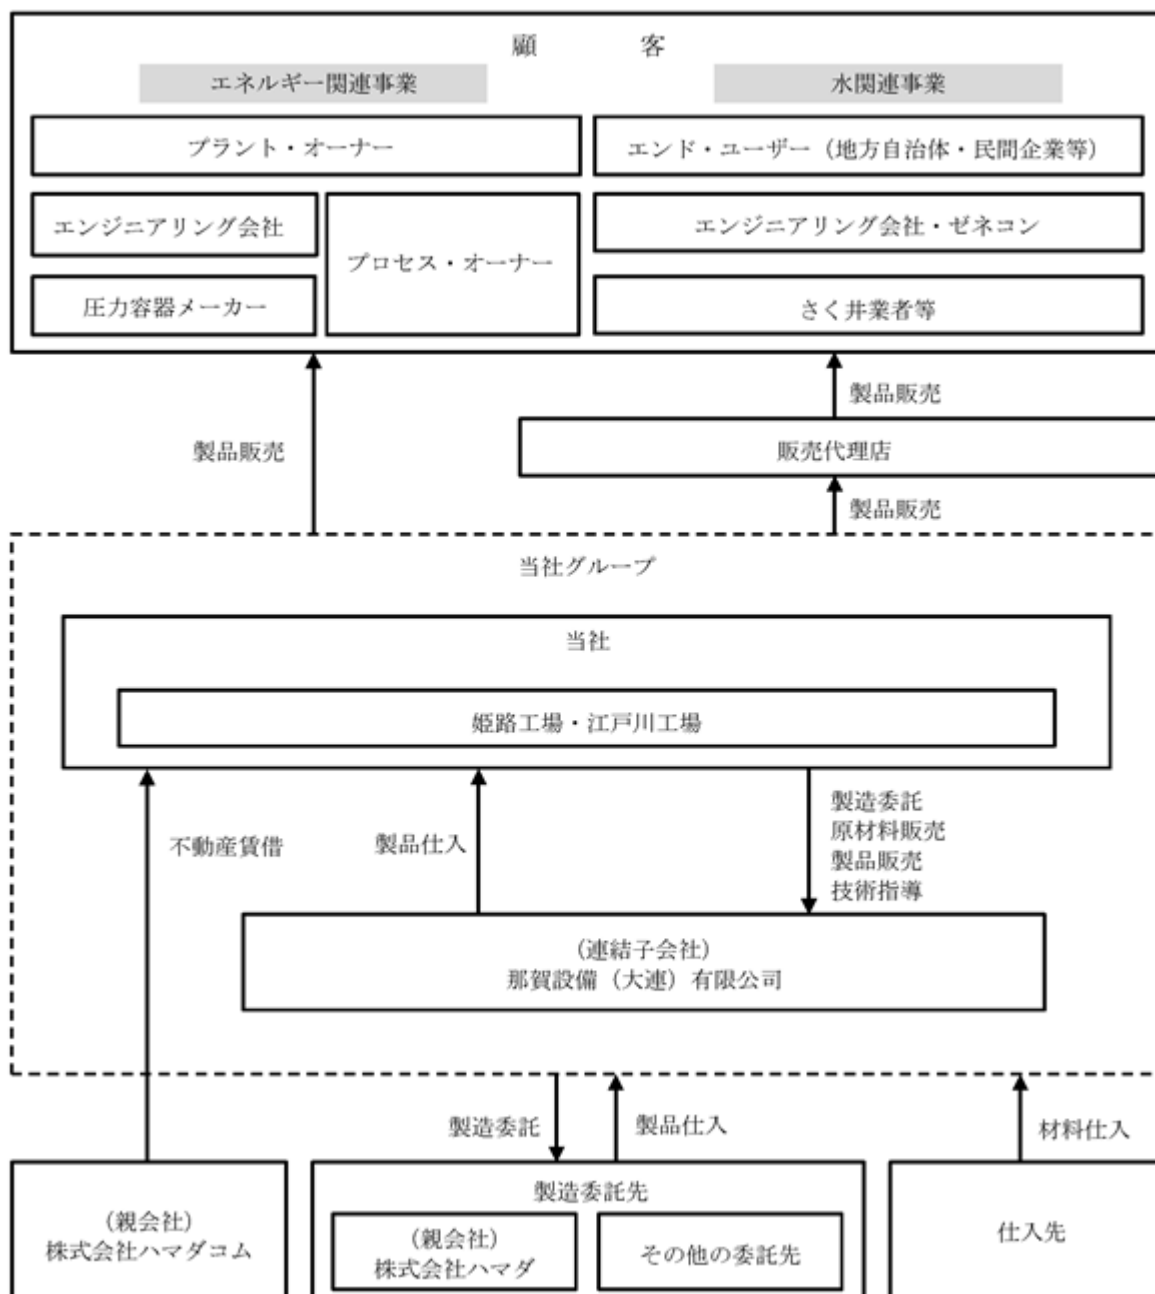 顧　客
エネルギー関連事業
水関連事業
プラント・オーナー
エンド・ユーザー（地方自治体・民間企業等）
エンジニアリング会社
プロセス・オーナー
エンジニアリング会社・ゼネコン
圧力容器メーカー
さく井業者等
製品販売
製品販売
販売代理店
製品販売
当社グループ
当社
姫路工場・江戸川工場
不動産賃借
製品仕入
製造委託
原材料販売
製品販売
技術指導
（連結子会社）
那賀設備（大連）有限公司
製造委託
製品仕入
材料仕入
（親会社）
株式会社ハマダコム
製造委託先
（親会社）
株式会社ハマダ
その他の委託先
仕入先